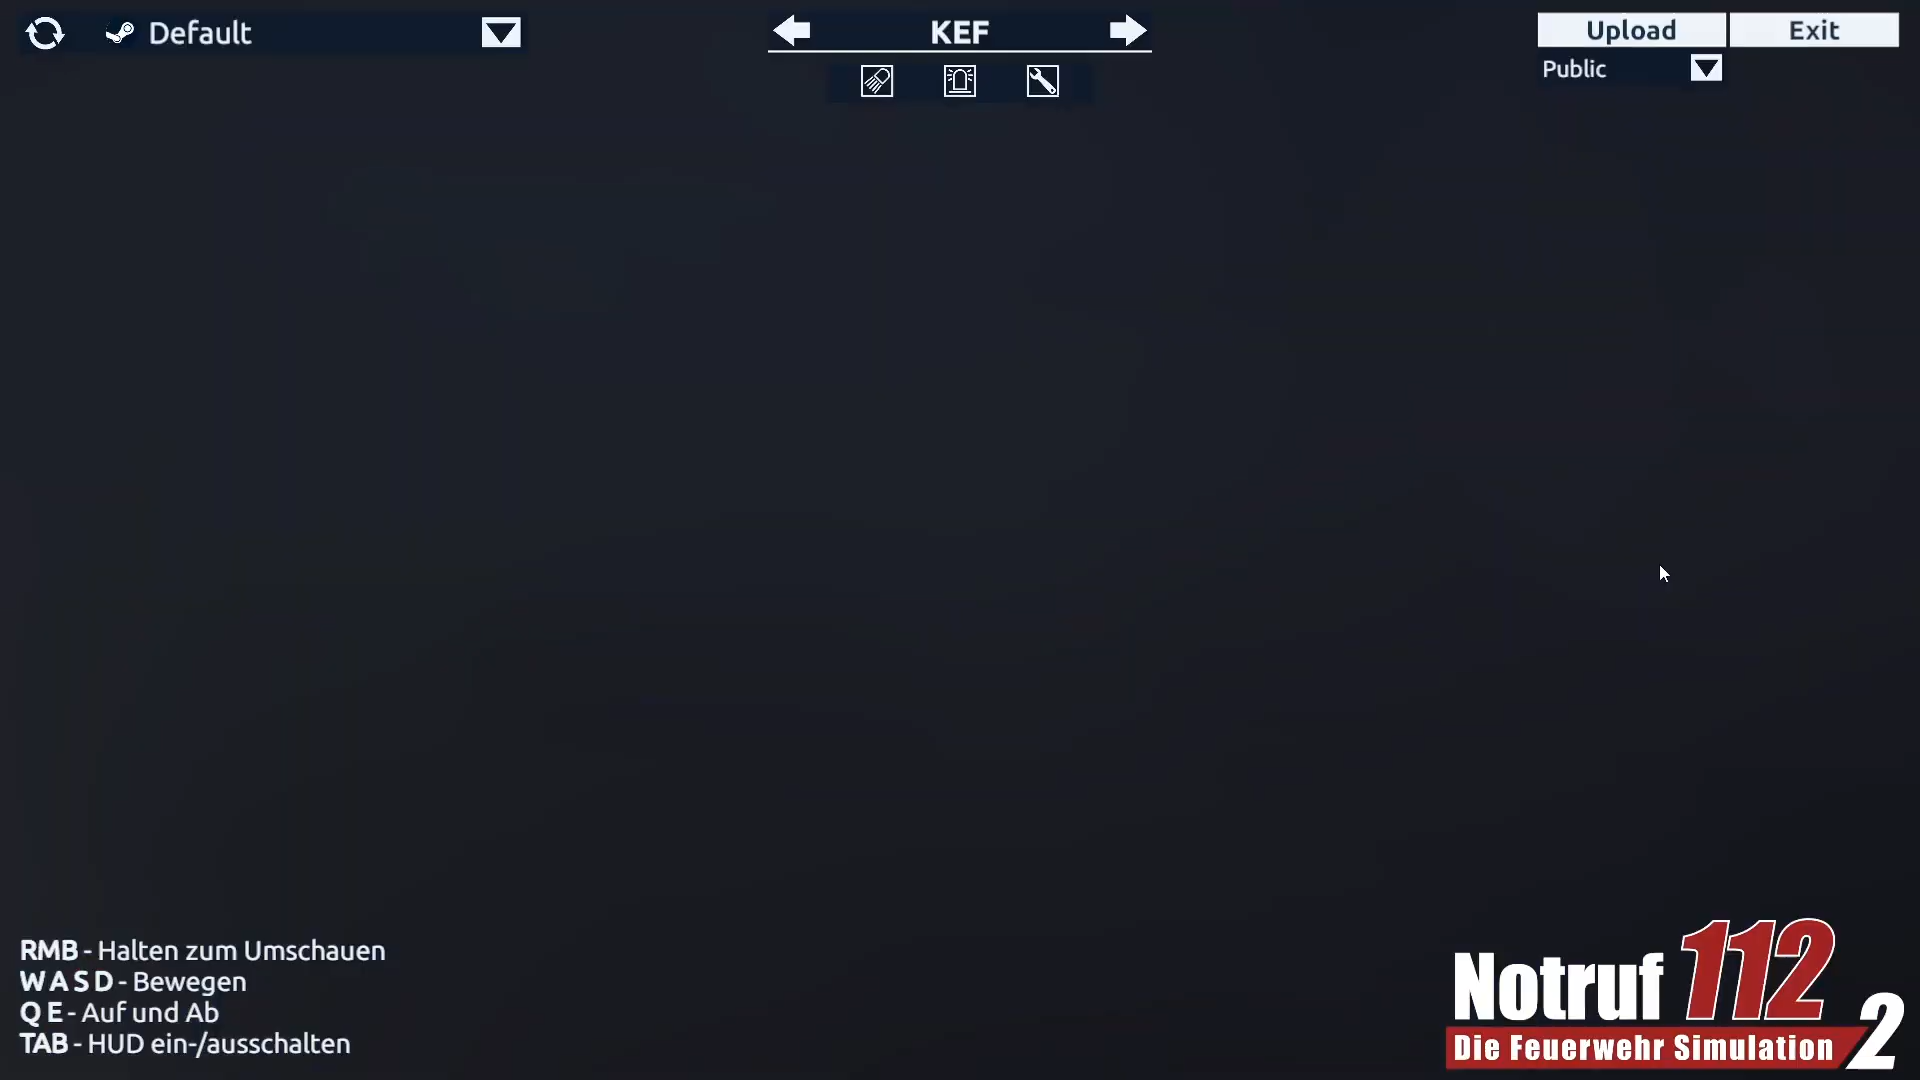 Default
KEF
Upload
Exit
Public
RMB - Halten zum Umschauen
W A S D - Bewegen
Q E - Auf und Ab
TAB - HUD ein-/ausschalten
Notruf 112 2
Die Feuerwehr Simulation